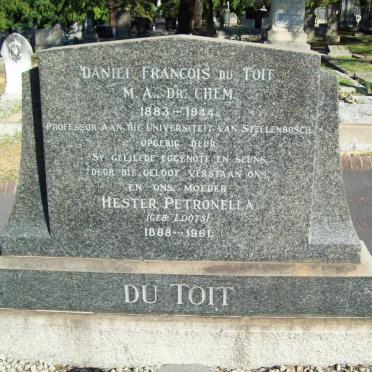 DANIEL FRANCOIS DU TOIT
M.A., DR. CHEM.
1883 - 1944.
PROFESSOR AAN DIE UNIVERSITEIT VAN STELLENBOSCH.
OPGERIG DEUR
SY GELIEFDE EGGENOTE EN SEUNS.
DEUR DIE GELOOF VERSTAAN ONS.
EN ONS MOEDER
HESTER PETRONELLA
(GEB. LOOTS)
1888 - 1961.
DU TOIT